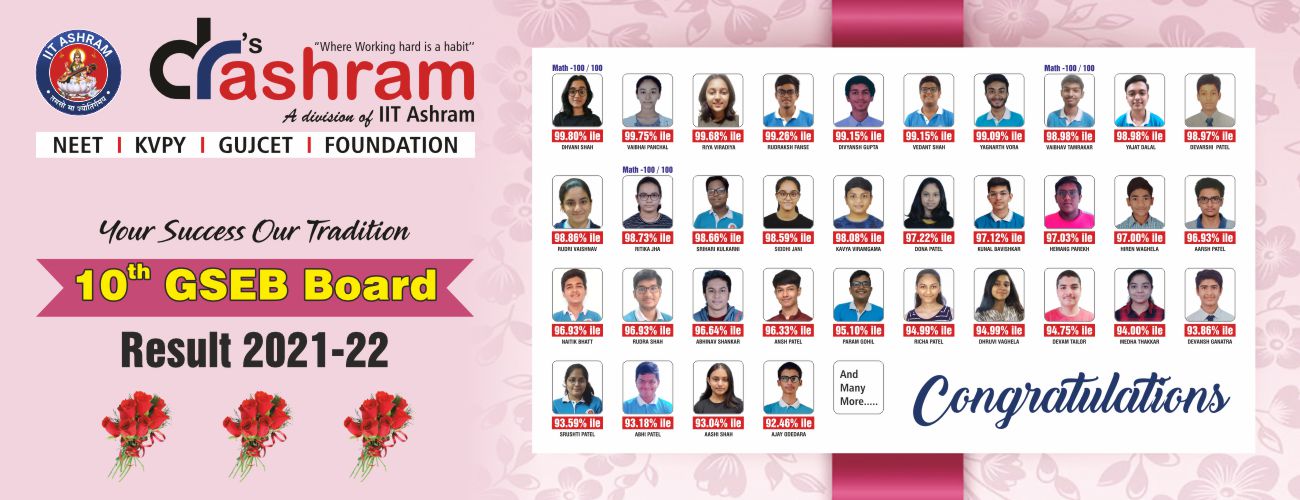 IIT ASHRAM
तमसो मा ज्योतिर्गमय
dr's
ashram
"Where Working hard is a habit"
A division of IIT Ashram
NEET | KVPY | GUJCET | FOUNDATION
Your Success Our Tradition
10th GSEB Board
Result 2021-22
Math -100 / 100 Math -100 / 100
99.80% ile 99.75% ile 99.68% ile 99.26% ile 99.15% ile 99.15% ile 99.09% ile 98.98% ile 98.98% ile 98.97% ile
DHVANI SHAH VAIBHAI PANCHAL RIYA VIRADIYA RUDRAKSH FANSE DIVYANSH GUPTA VEDANT SHAH YAGNARTH VORA VAIBHAV TAMRAKAR YAJAT DALAL DEVARSHI PATEL
Math -100 / 100
98.86% ile 98.73% ile 98.66% ile 98.59% ile 98.08% ile 97.22% ile 97.12% ile 97.03% ile 97.00% ile 96.93% ile
RUDRI VAISHNAV RITIKA JHA SRIHARI KULKARNI SIDDHI JANI KAVYA VIRAMGAMA DONA PATEL KUNAL BAVISHKAR HEMANG PAREKH HIREN WAGHELA AARSH PATEL
96.93% ile 96.93% ile 96.64% ile 96.33% ile 95.10% ile 94.99% ile 94.99% ile 94.75% ile 94.00% ile 93.86% ile
NAITIK BHATT RUDRA SHAH ABHINAV SHANKAR ANSH PATEL PARAM GOHIL RICHA PATEL DHRUVI VAGHELA DEVAM TAILOR MEDHA THAKKAR DEVANSH GANATRA
93.59% ile 93.18% ile 93.04% ile 92.46% ile
SRUSHTI PATEL ABHI PATEL AASHI SHAH AJAY ODEDARA
And
Many
More.....
Congratulations